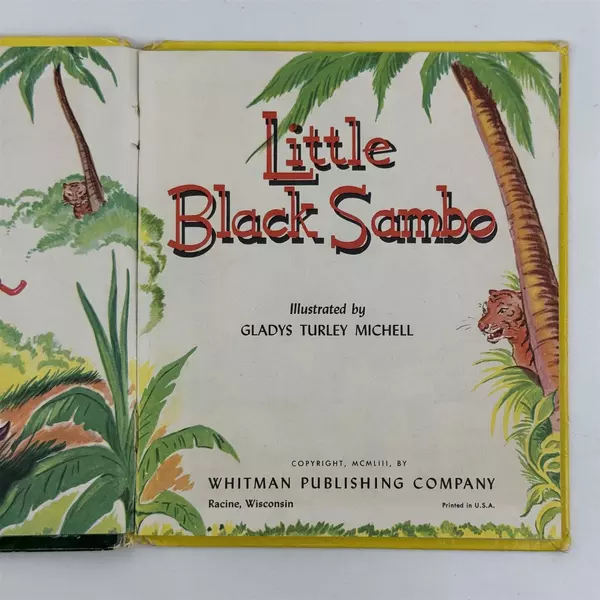 Little
Black Sambo
Illustrated by
GLADYS TURLEY MICHELL
COPYRIGHT, MCMLIII, BY
WHITMAN PUBLISHING COMPANY
Racine, Wisconsin Printed in U.S.A.